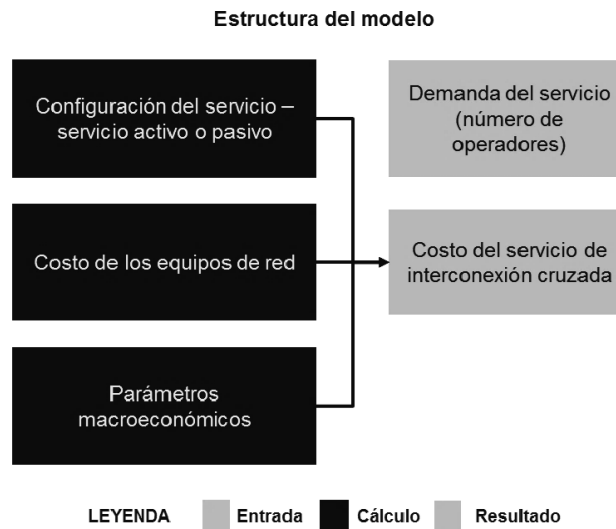 Estructura del modelo
Configuración del servicio –
servicio activo o pasivo
Demanda del servicio
(número de
operadores)
Costo de los equipos de red
Costo del servicio de
interconexión cruzada
Parámetros
macroeconómicos
LEYENDA Entrada Cálculo Resultado